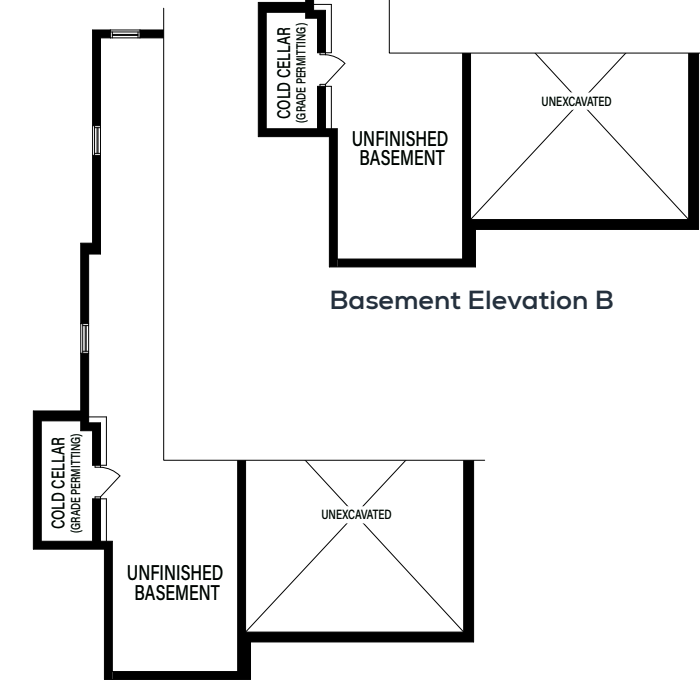 COLD CELLAR
(GRADE PERMITTING)
UNFINISHED
BASEMENT
UNEXCAVATED
Basement Elevation B
COLD CELLAR
(GRADE PERMITTING)
UNFINISHED
BASEMENT
UNEXCAVATED